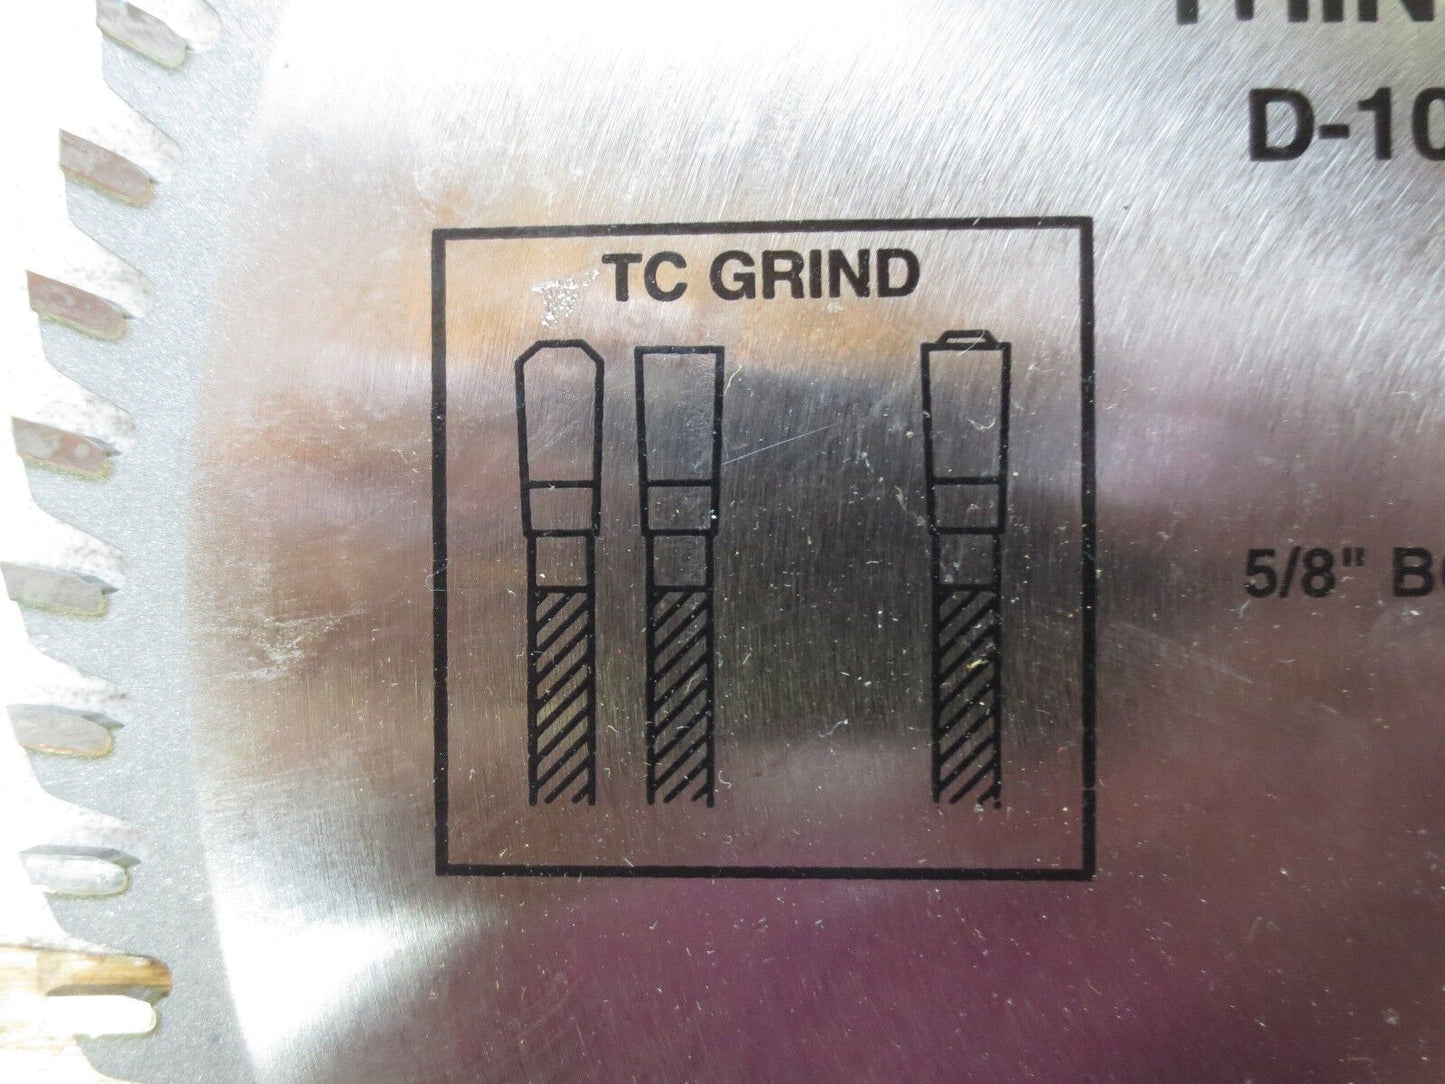 D-10
TC GRIND
5/8" B